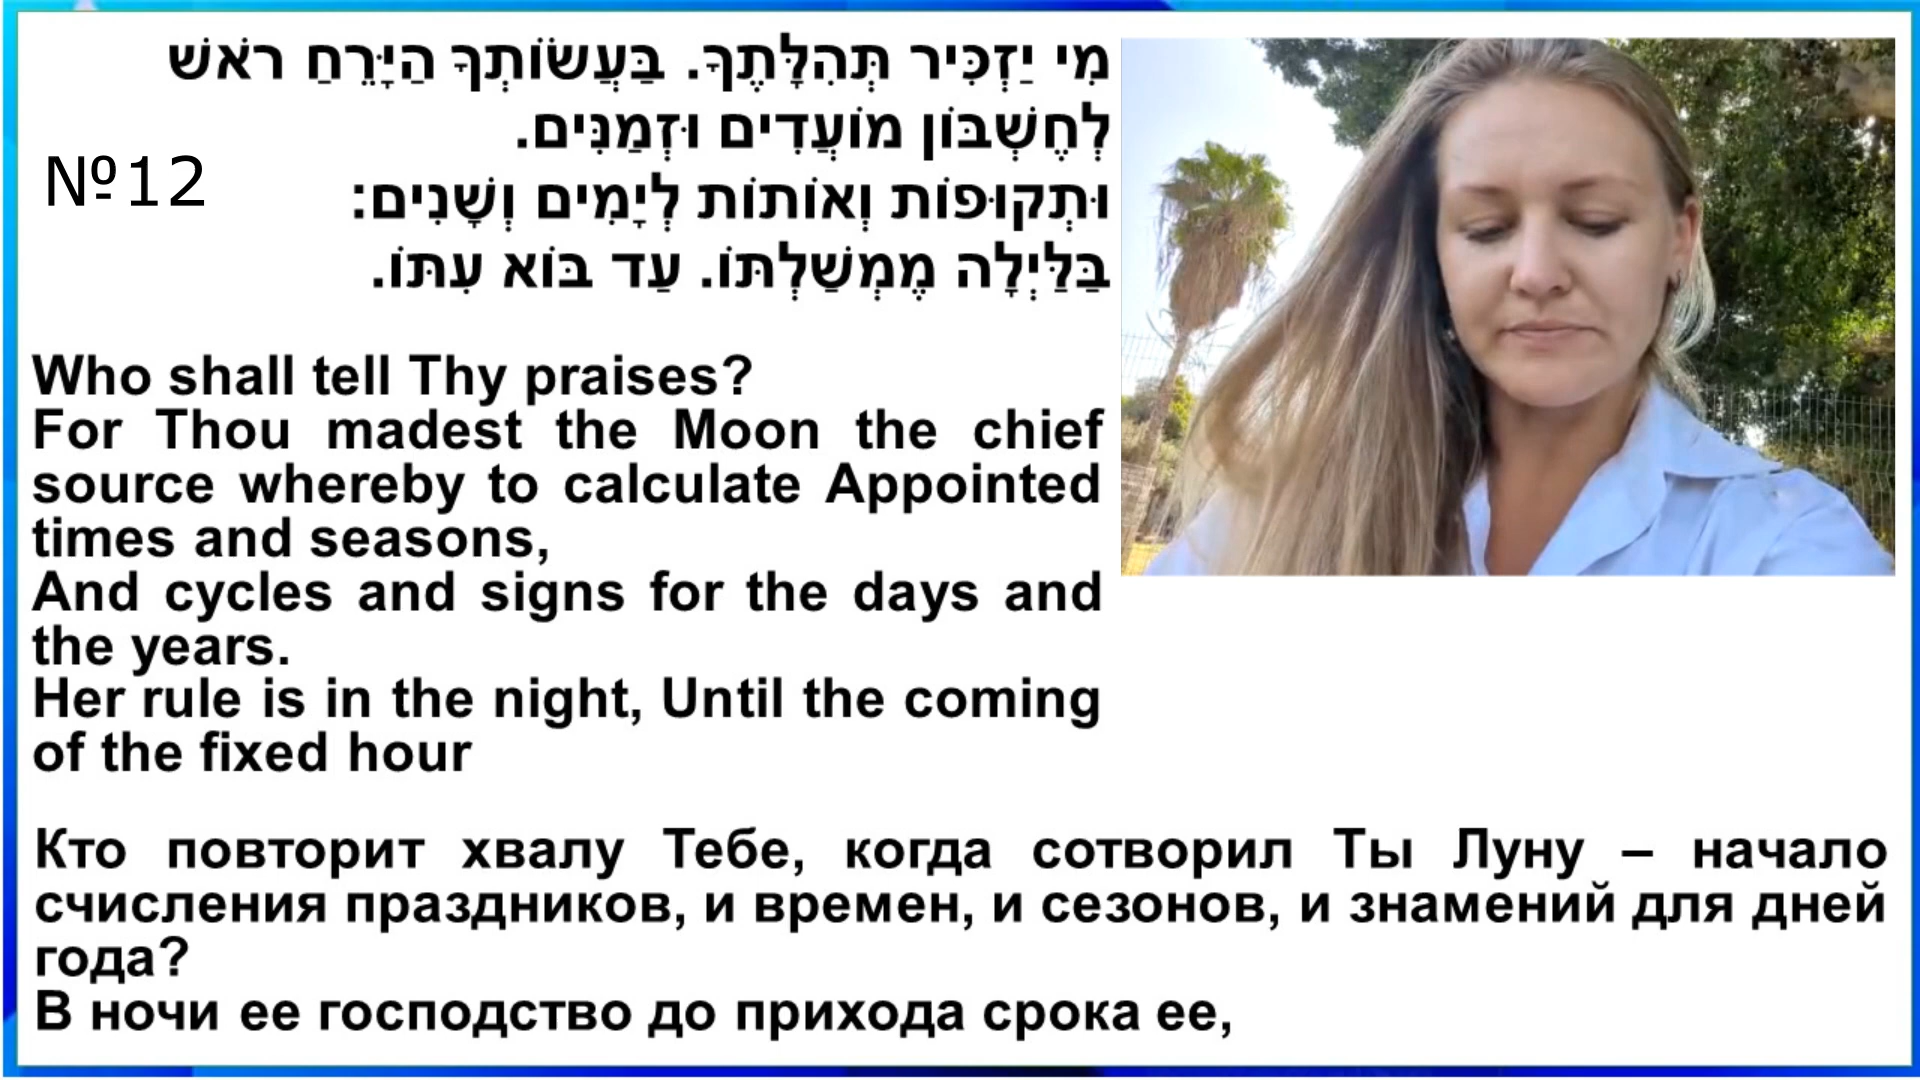 מִי יַזְכִּיר תְּהִלָּתֶךָ. בַּעֲשׂוֹתְךָ הַיָּרֵחַ רֹאשׁ
לְחֶשְׁבּוֹן מוֹעֲדִים וּזְמַנִּים.
№12
וּתְקוּפוֹת וְאוֹתוֹת לְיָמִים וְשָׁנִים:
בַּלַּיְלָה מֶמְשַׁלְתּוֹ. עַד בּוֹא עִתּוֹ.
Who shall tell Thy praises?
For Thou madest the Moon the chief
source whereby to calculate Appointed
times and seasons,
And cycles and signs for the days and
the years.
Her rule is in the night, Until the coming
of the fixed hour
Кто повторит хвалу Тебе, когда сотворил Ты Луну – начало
счисления праздников, и времен, и сезонов, и знамений для дней
года?
В ночи ее господство до прихода срока ее,